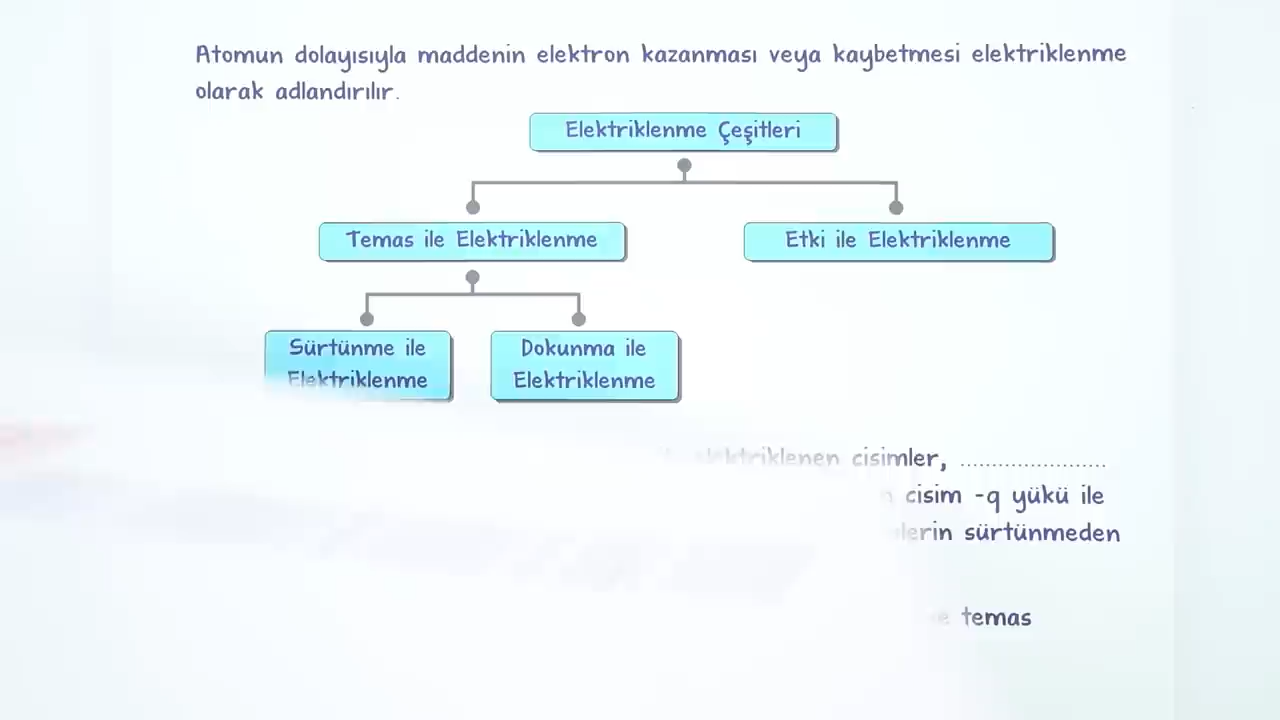 Atomun dolayısıyla maddenin elektron kazanması veya kaybetmesi elektriklenme
olarak adlandırılır.
Elektriklenme Çeşitleri
Temas ile Elektriklenme
Etki ile Elektriklenme
Sürtünme ile
Elektriklenme
Dokunma ile
Elektriklenme
elektriklenen cisimler, ........................
cisim -q yükü ile
sürtünmeden
temas